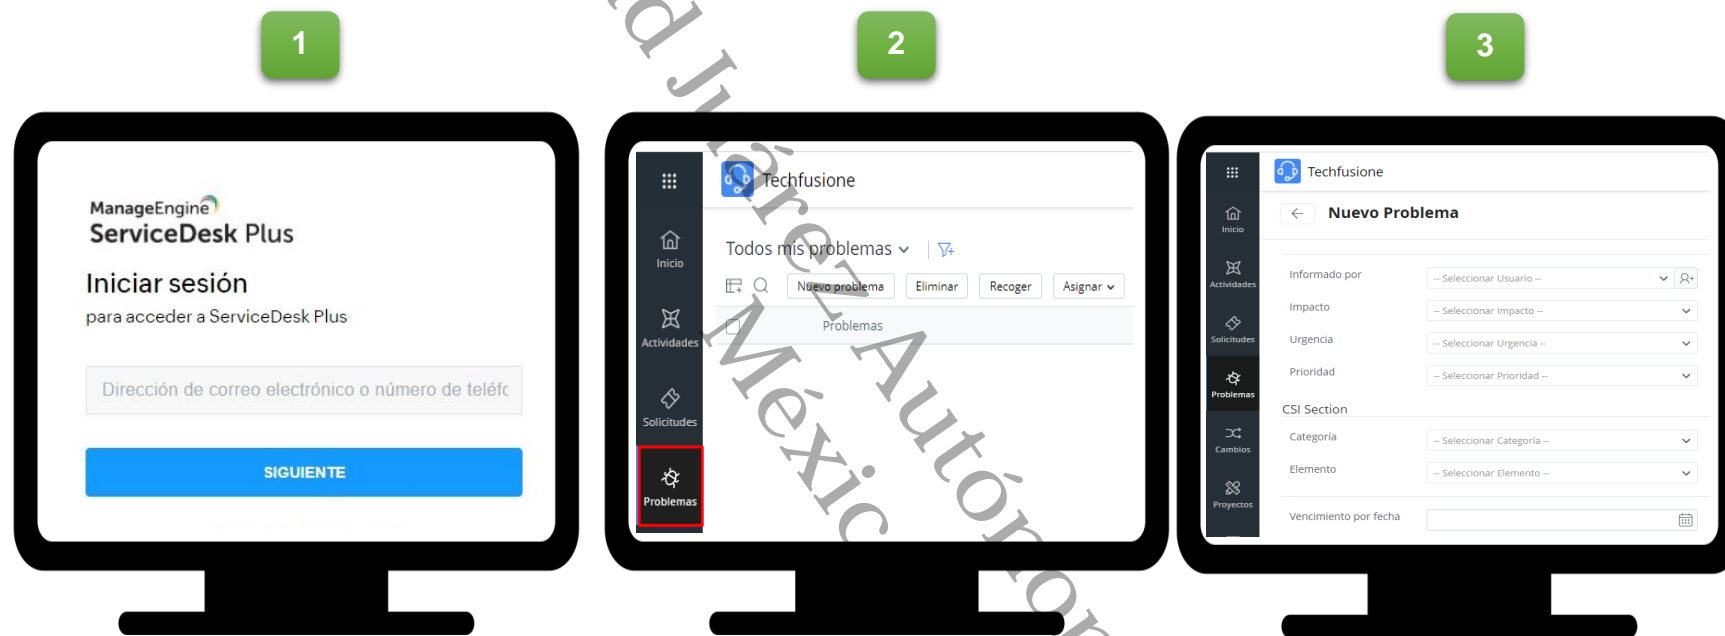 1
2
3
ManageEngine
ServiceDesk Plus
Iniciar sesión
para acceder a ServiceDesk Plus
Dirección de correo electrónico o número de teléfc
SIGUIENTE
Techfusione
Todos mis problemas
Nuevo problema Eliminar Recoger Asignar
Problemas
Inicio
Actividades
Solicitudes
Problemas
Techfusione
Nuevo Problema
Inicio
Actividades
Solicitudes
Problemas
Cambios
Proyectos
Informado por -- Seleccionar Usuario --
Impacto -- Seleccionar Impacto --
Urgencia -- Seleccionar Urgencia --
Prioridad -- Seleccionar Prioridad --
CSI Section
Categoría -- Seleccionar Categoría --
Elemento -- Seleccionar Elemento --
Vencimiento por fecha
Juárez Autónom
Méxic